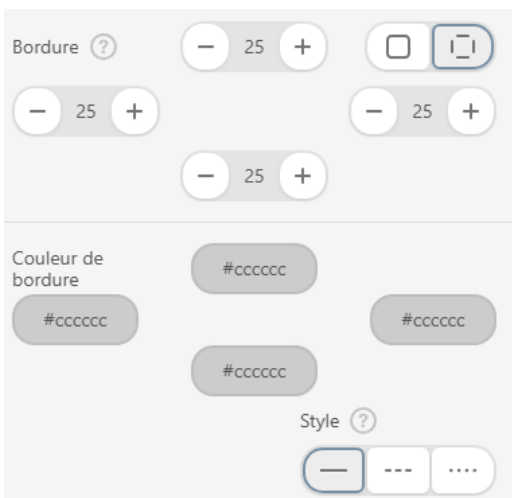 Bordure ?
− 25 +
− 25 +
− 25 +
− 25 +
Couleur de
bordure
#cccccc
#cccccc
#cccccc
#cccccc
Style ?